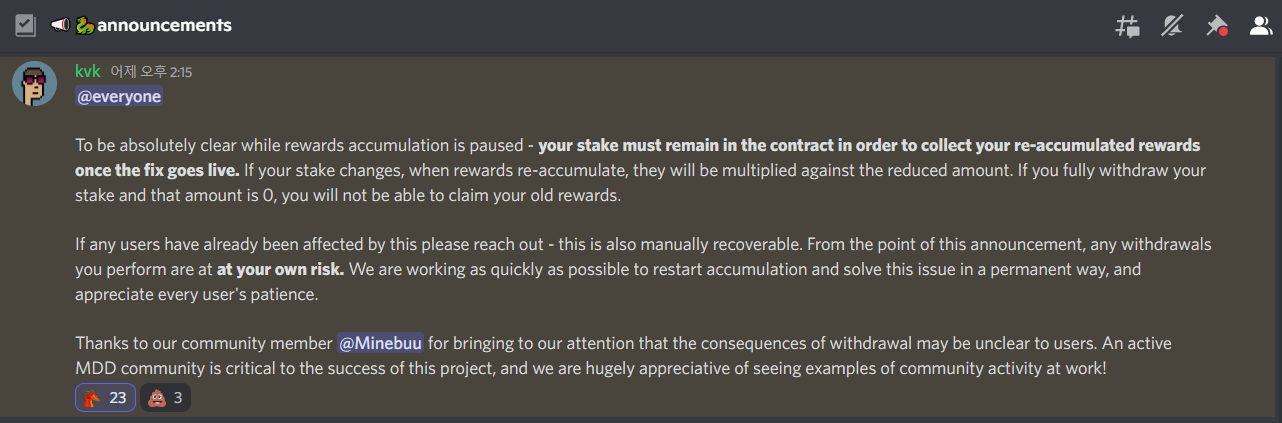 announcements
kvk 어제 오후 2:15
@everyone
To be absolutely clear while rewards accumulation is paused - your stake must remain in the contract in order to collect your re-accumulated rewards
once the fix goes live. If your stake changes, when rewards re-accumulate, they will be multiplied against the reduced amount. If you fully withdraw your
stake and that amount is 0, you will not be able to claim your old rewards.
If any users have already been affected by this please reach out - this is also manually recoverable. From the point of this announcement, any withdrawals
you perform are at at your own risk. We are working as quickly as possible to restart accumulation and solve this issue in a permanent way, and
appreciate every user's patience.
Thanks to our community member @Minebuu for bringing to our attention that the consequences of withdrawal may be unclear to users. An active
MDD community is critical to the success of this project, and we are hugely appreciative of seeing examples of community activity at work!
23 3